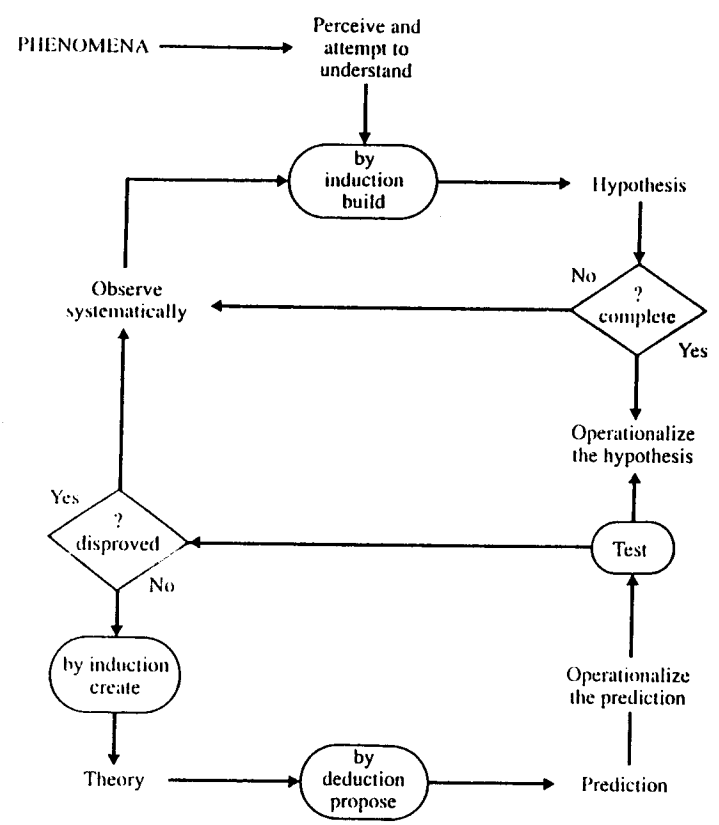 PHENOMENA
Perceive and
attempt to
understand
by
induction
build
Hypothesis
No
?
complete
Yes
Observe
systematically
Operationalize
the hypothesis
Yes
?
disproved
No
Test
by induction
create
Operationalize
the prediction
Theory
by
deduction
propose
Prediction